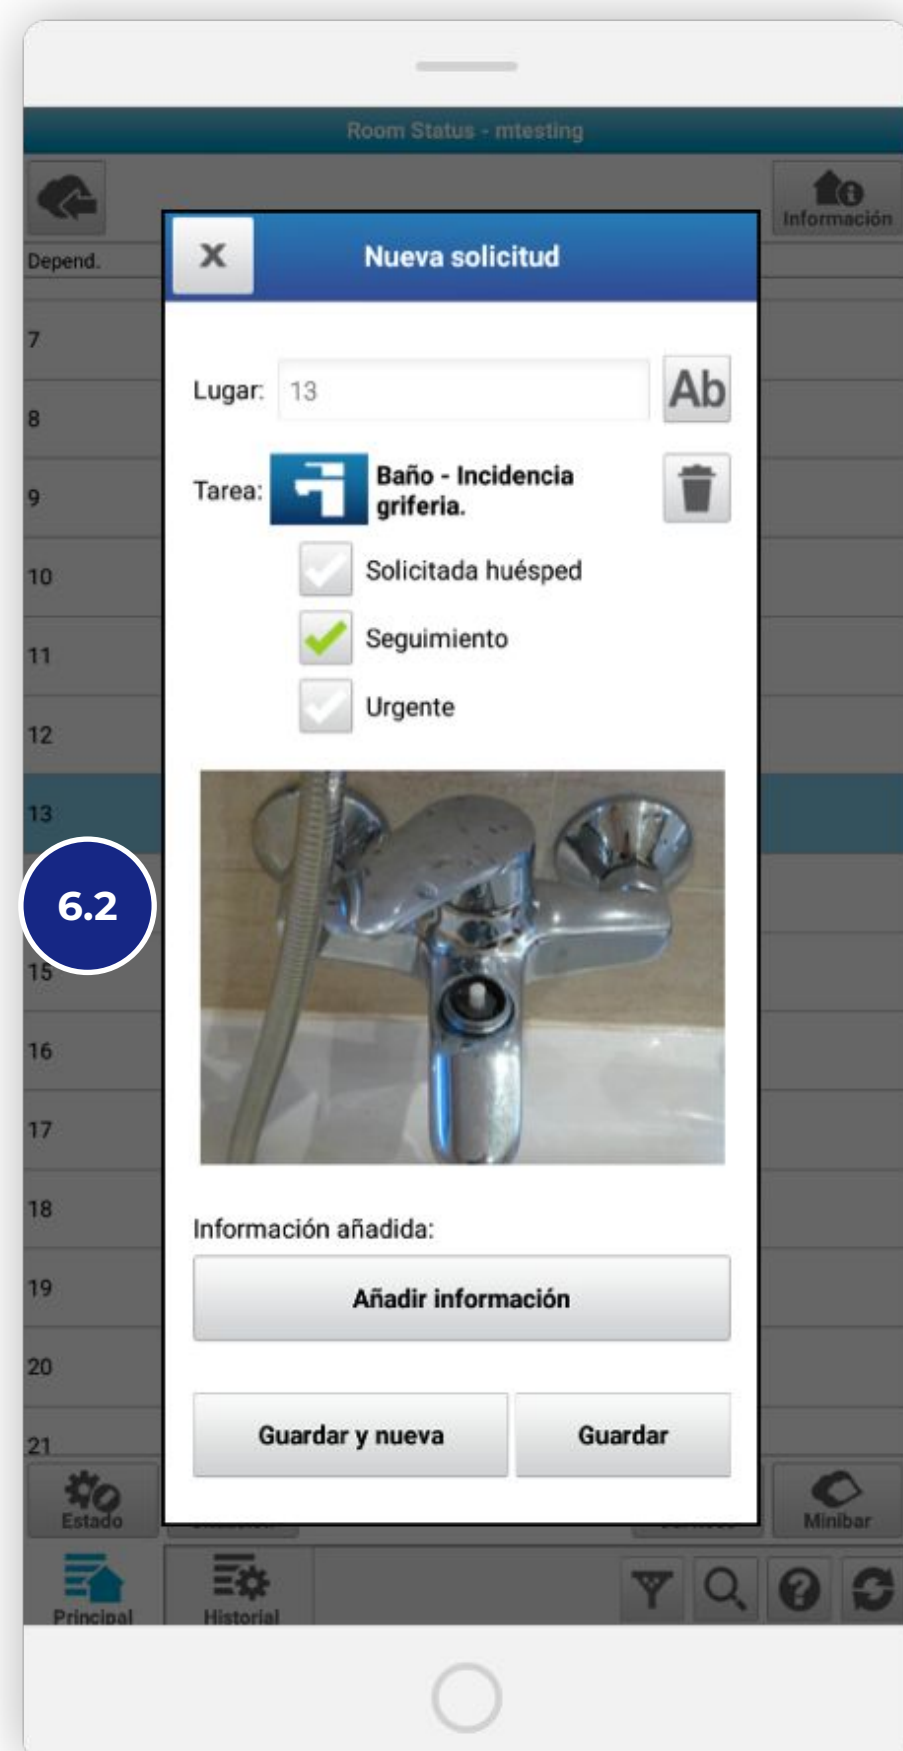 Room Status - mtesting
Información
Depend.
x
Nueva solicitud
7
Lugar: 13
Ab
8
Tarea:
Baño - Incidencia
griferia.
9
Solicitada huésped
10
Seguimiento
11
Urgente
12
13
6.2
15
16
17
18
Información añadida:
19
Añadir información
20
Guardar y nueva
Guardar
21
Estado
Minibar
Principal
Historial